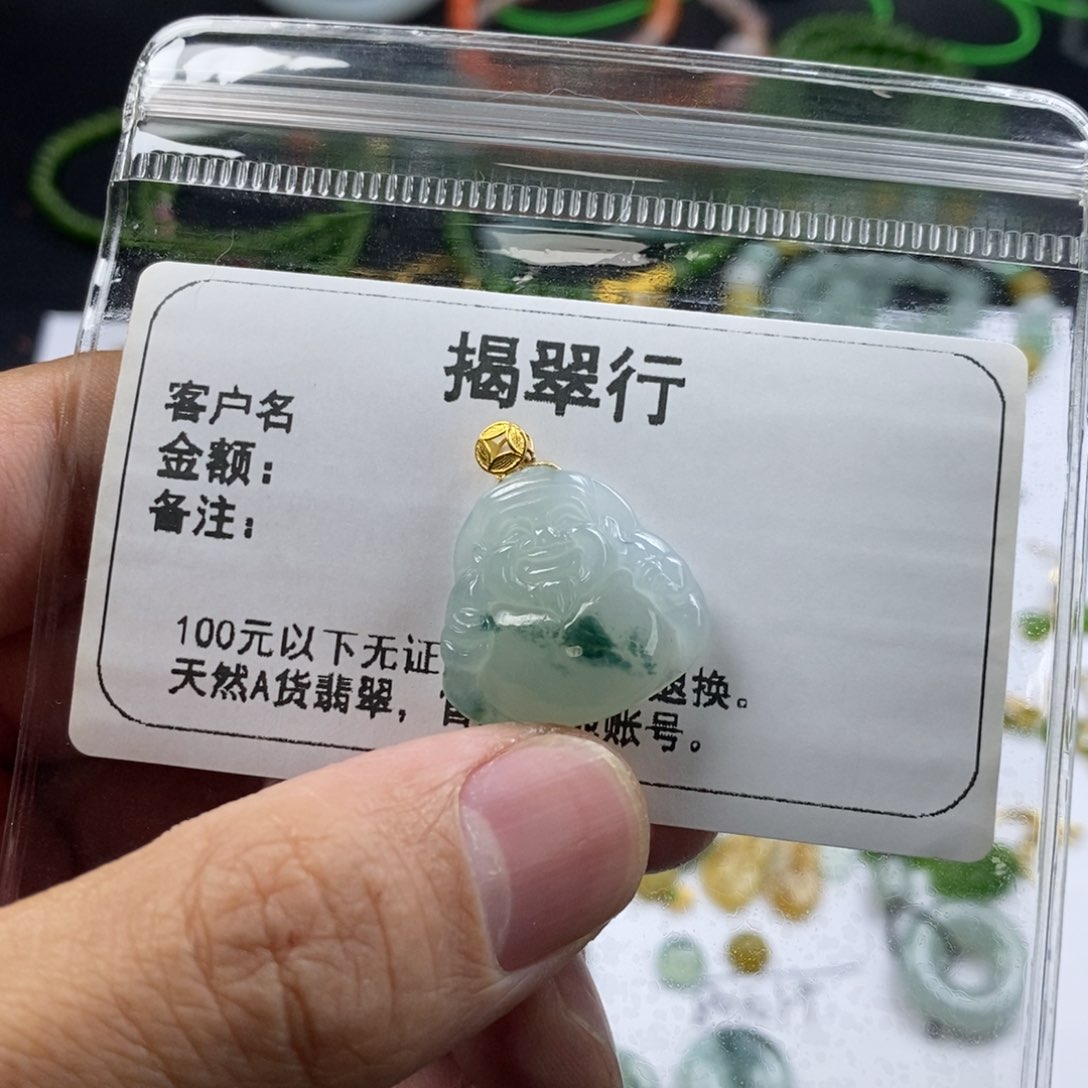 揭翠行
客户名
金额:
备注:
100元以下无证 退换。
天然A货翡翠, 账号。